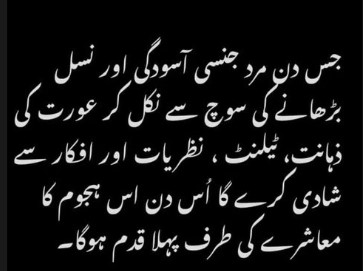 جس دن مرد جنسی آسودگی اور نسل
بڑھانے کی سوچ سے نکل کر عورت کی
ذہانت، ٹیلنٹ ، نظریات اور افکار سے
شادی کرے گا اُس دن اس ہجوم کا
معاشرے کی طرف پہلا قدم ہوگا۔